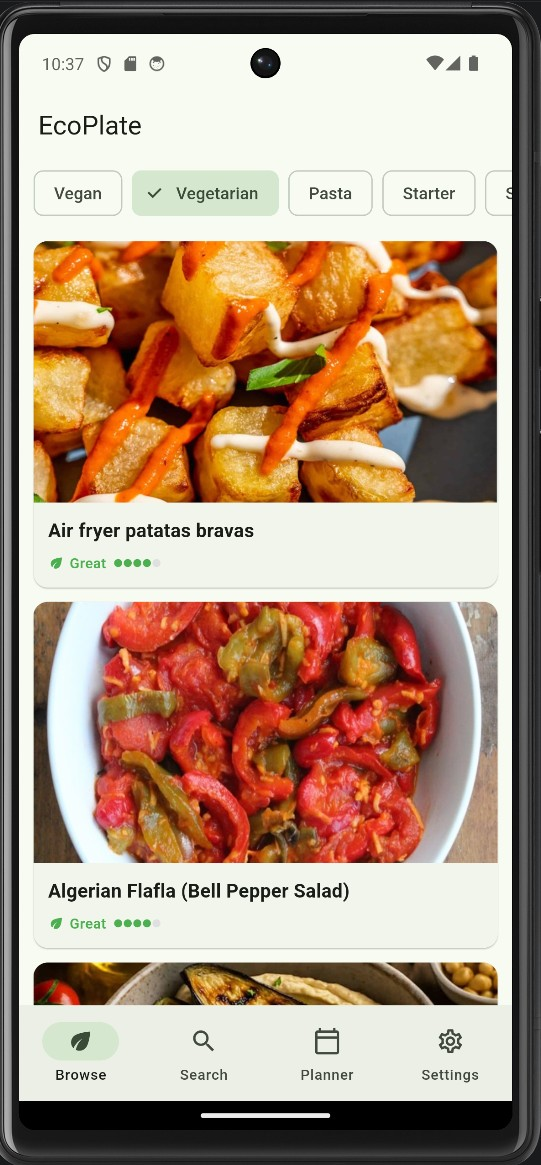 10:37
EcoPlate
Vegan
Vegetarian
Pasta
Starter
S
Air fryer patatas bravas
Great
Algerian Flafla (Bell Pepper Salad)
Great
Browse
Search
Planner
Settings